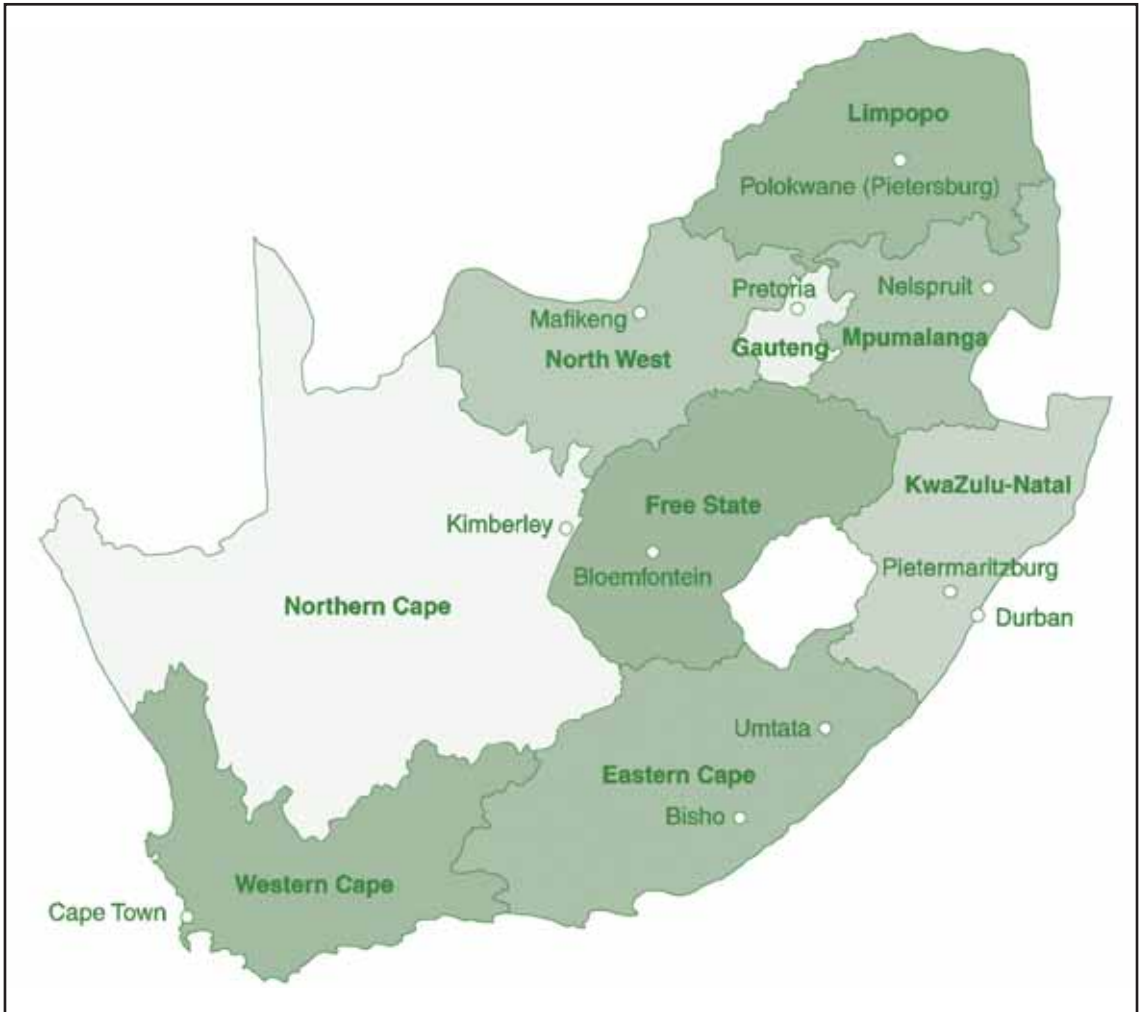 Limpopo
Polokwane (Pietersburg)
Pretoria
Nelspruit
Mafikeng
Gauteng
Mpumalanga
North West
KwaZulu-Natal
Free State
Kimberley
Bloemfontein
Pietermaritzburg
Northern Cape
Durban
Umtata
Eastern Cape
Bisho
Western Cape
Cape Town